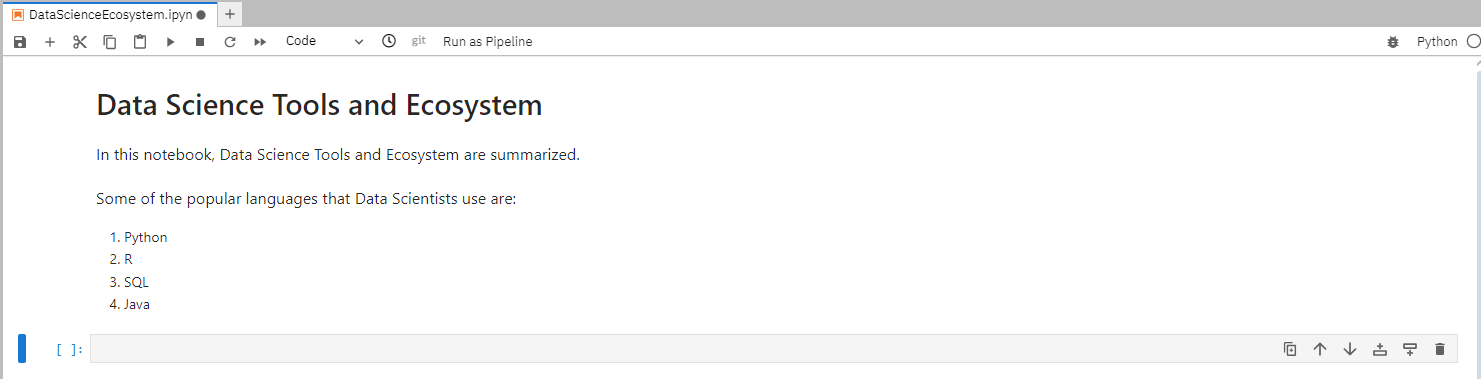 DataScienceEcosystem.ipyn
Code git Run as Pipeline Python
Data Science Tools and Ecosystem
In this notebook, Data Science Tools and Ecosystem are summarized.
Some of the popular languages that Data Scientists use are:
1. Python
2. R
3. SQL
4. Java
[ ]: